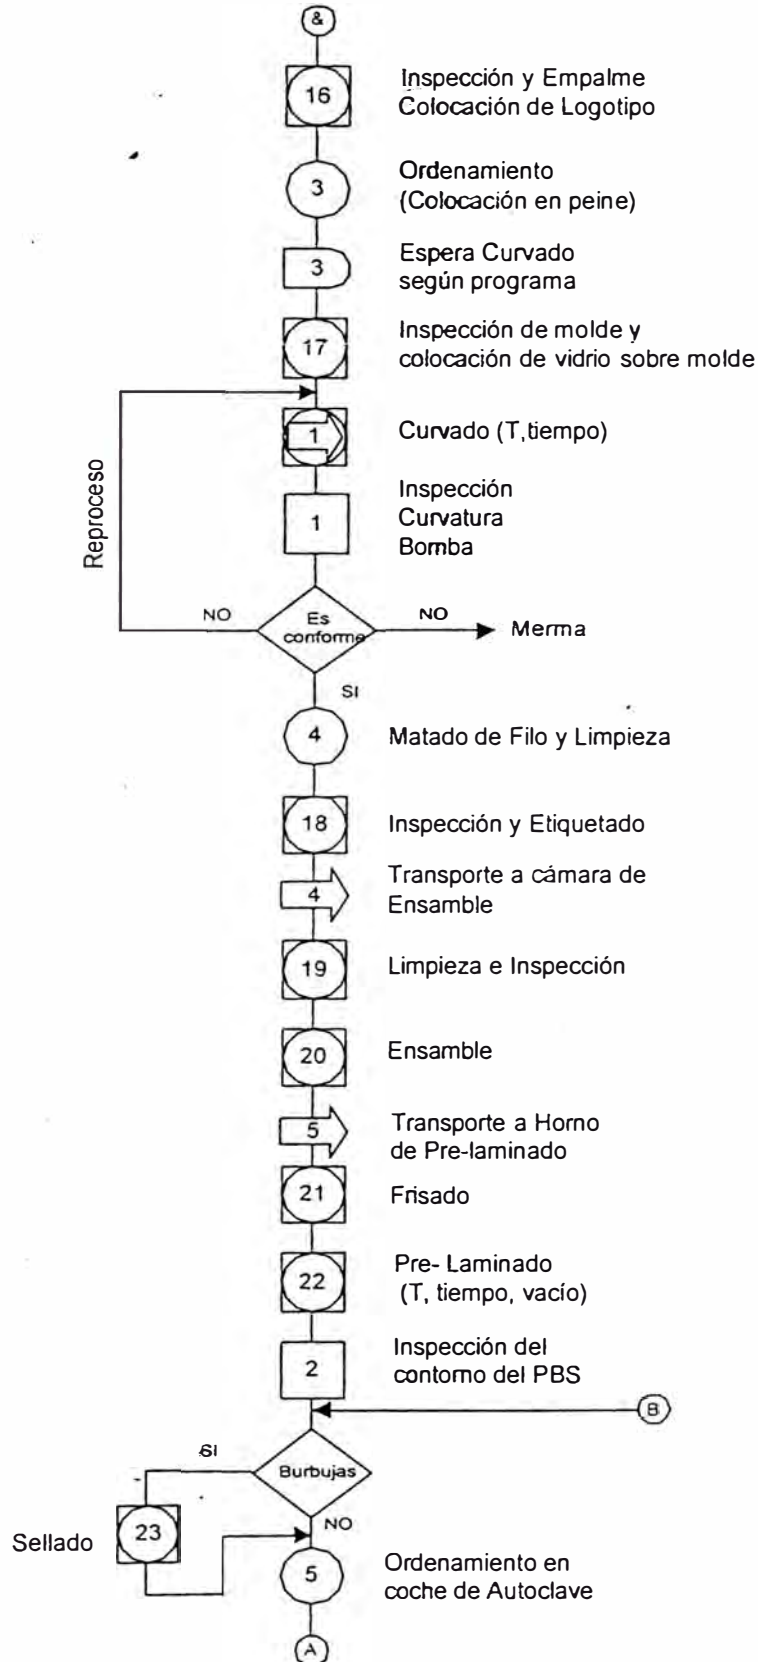 &
16
Inspección y Empalme
Colocación de Logotipo
3
Ordenamiento
(Colocación en peine)
3
Espera Curvado
según programa
17
Inspección de molde y
colocación de vidrio sobre molde
1
Curvado (T,tiempo)
Reproceso
1
Inspección
Curvatura
Bomba
NO
Es
conforme
NO
Merma
SI
4
Matado de Filo y Limpieza
18
Inspección y Etiquetado
4
Transporte a cámara de
Ensamble
19
Limpieza e Inspección
20
Ensamble
5
Transporte a Horno
de Pre-laminado
21
Frisado
22
Pre- Laminado
(T, tiempo, vacío)
2
Inspección del
contorno del PBS
B
SI
Burbujas
NO
Sellado
23
5
Ordenamiento en
coche de Autoclave
A